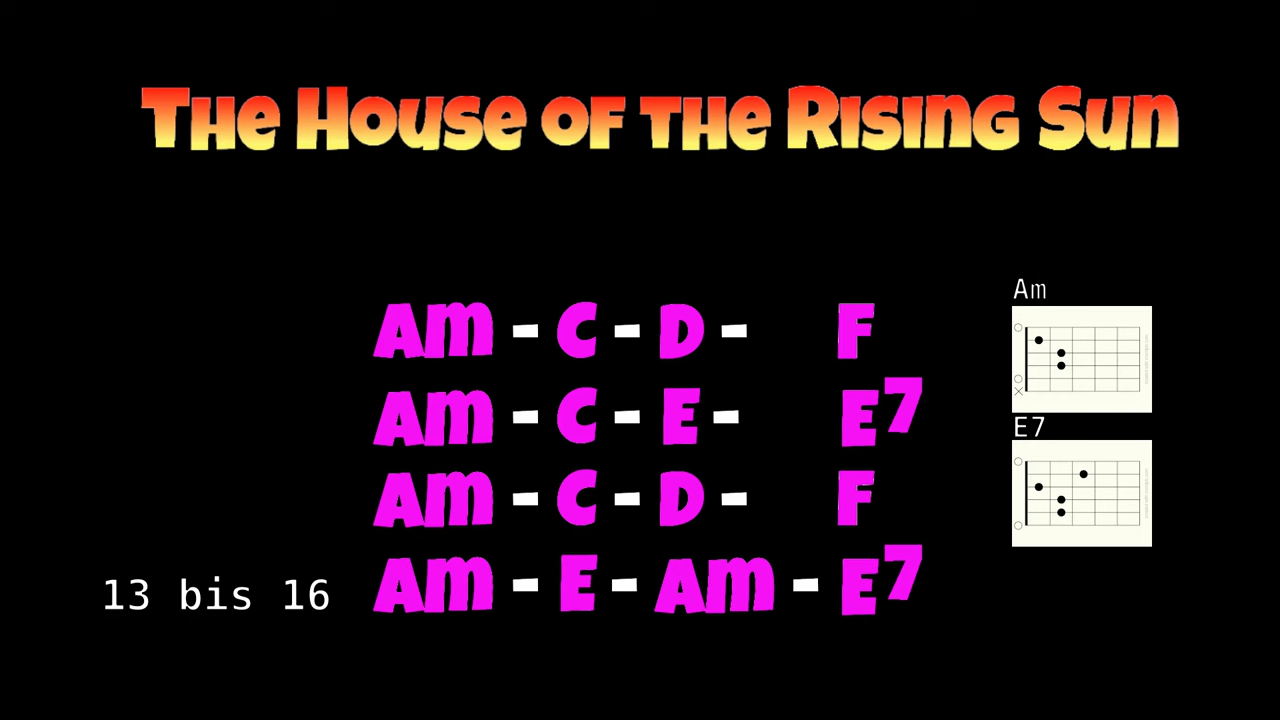 The House of the Rising Sun
Am - C - D - F
Am - C - E - E7
Am - C - D - F
13 bis 16 Am - E - Am - E7
Am
E7